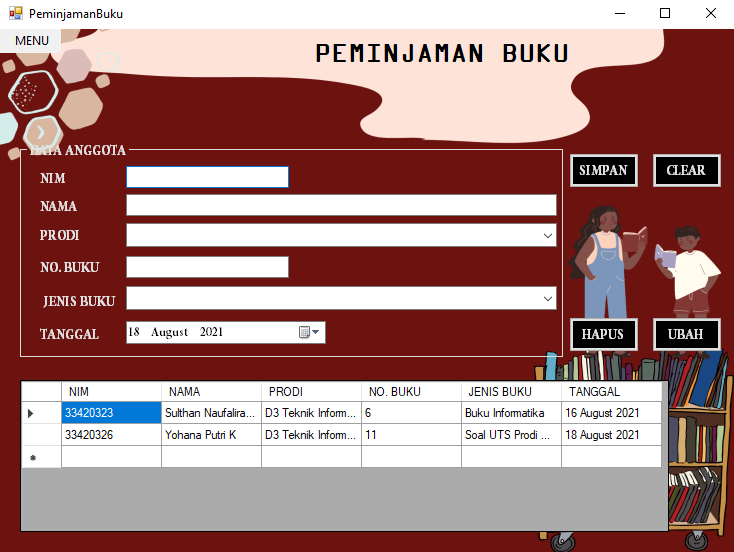 PeminjamanBuku
MENU
PEMINJAMAN BUKU
DATA ANGGOTA
NIM
NAMA
PRODI
NO. BUKU
JENIS BUKU
TANGGAL 18 August 2021
SIMPAN CLEAR
HAPUS UBAH
NIM NAMA PRODI NO. BUKU JENIS BUKU TANGGAL
33420323 Sulthan Naufalira... D3 Teknik Inform... 6 Buku Informatika 16 August 2021
33420326 Yohana Putri K D3 Teknik Inform... 11 Soal UTS Prodi ... 18 August 2021